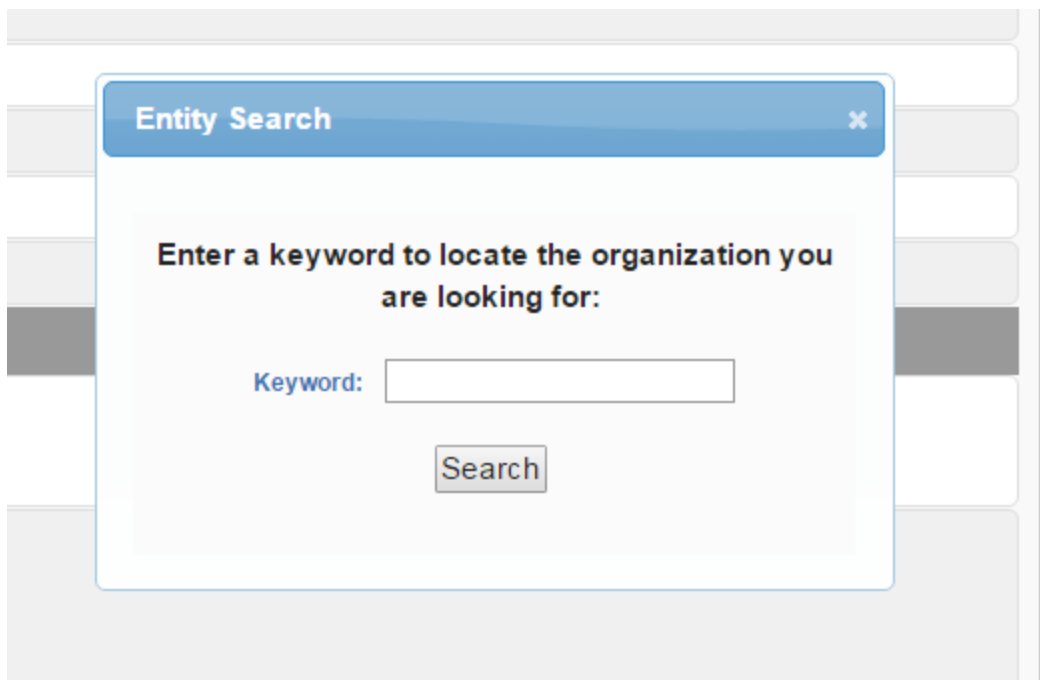 Entity Search
Enter a keyword to locate the organization you
are looking for:
Keyword:
Search